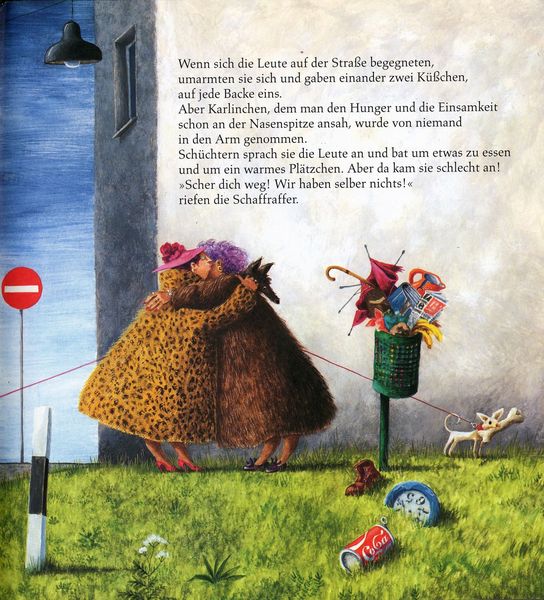 Wenn sich die Leute auf der Straße begegneten,
umarmten sie sich und gaben einander zwei Küßchen,
auf jede Backe eins.
Aber Karlinchen, dem man den Hunger und die Einsamkeit
schon an der Nasenspitze ansah, wurde von niemand
in den Arm genommen.
Schüchtern sprach sie die Leute an und bat um etwas zu essen
und um ein warmes Plätzchen. Aber da kam sie schlecht an!
»Scher dich weg! Wir haben selber nichts!«
riefen die Schaffraffer.
Cola